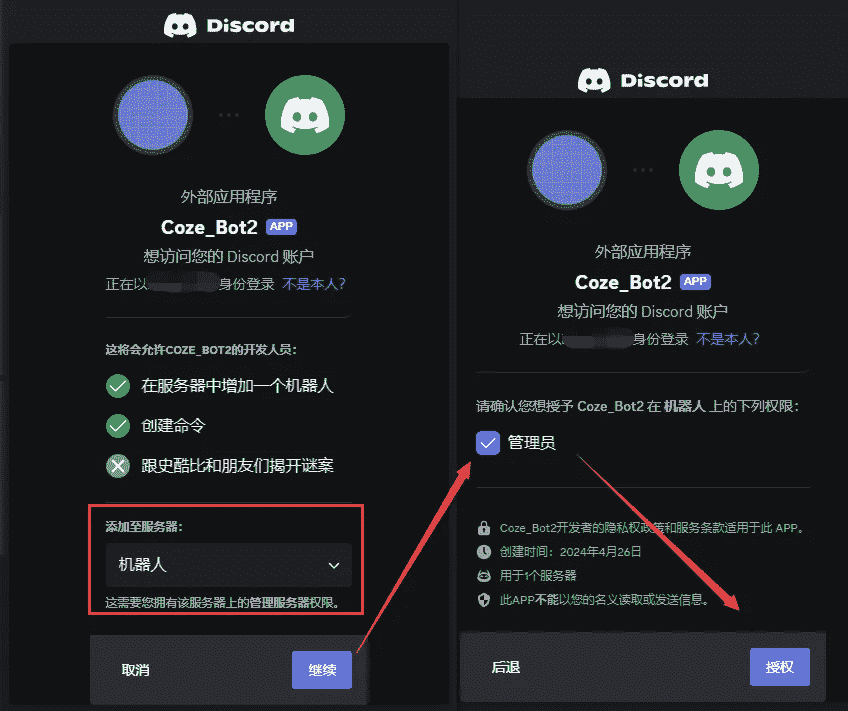 Discord
外部应用程序
Coze_Bot2 APP
想访问您的 Discord 账户
正在以 身份登录 不是本人？
这将会允许COZE_BOT2的开发人员：
在服务器中增加一个机器人
创建命令
跟史酷比和朋友们揭开谜案
添加至服务器：
机器人
这需要您拥有该服务器上的管理服务器权限。
取消
继续
Discord
外部应用程序
Coze_Bot2 APP
想访问您的 Discord 账户
正在以 身份登录 不是本人？
请确认您想授予 Coze_Bot2 在 机器人 上的下列权限：
管理员
Coze_Bot2开发者的隐私权政策和服务条款适用于此 APP。
创建时间：2024年4月26日
用于1个服务器
此APP不能以您的名义读取或发送信息。
后退
授权